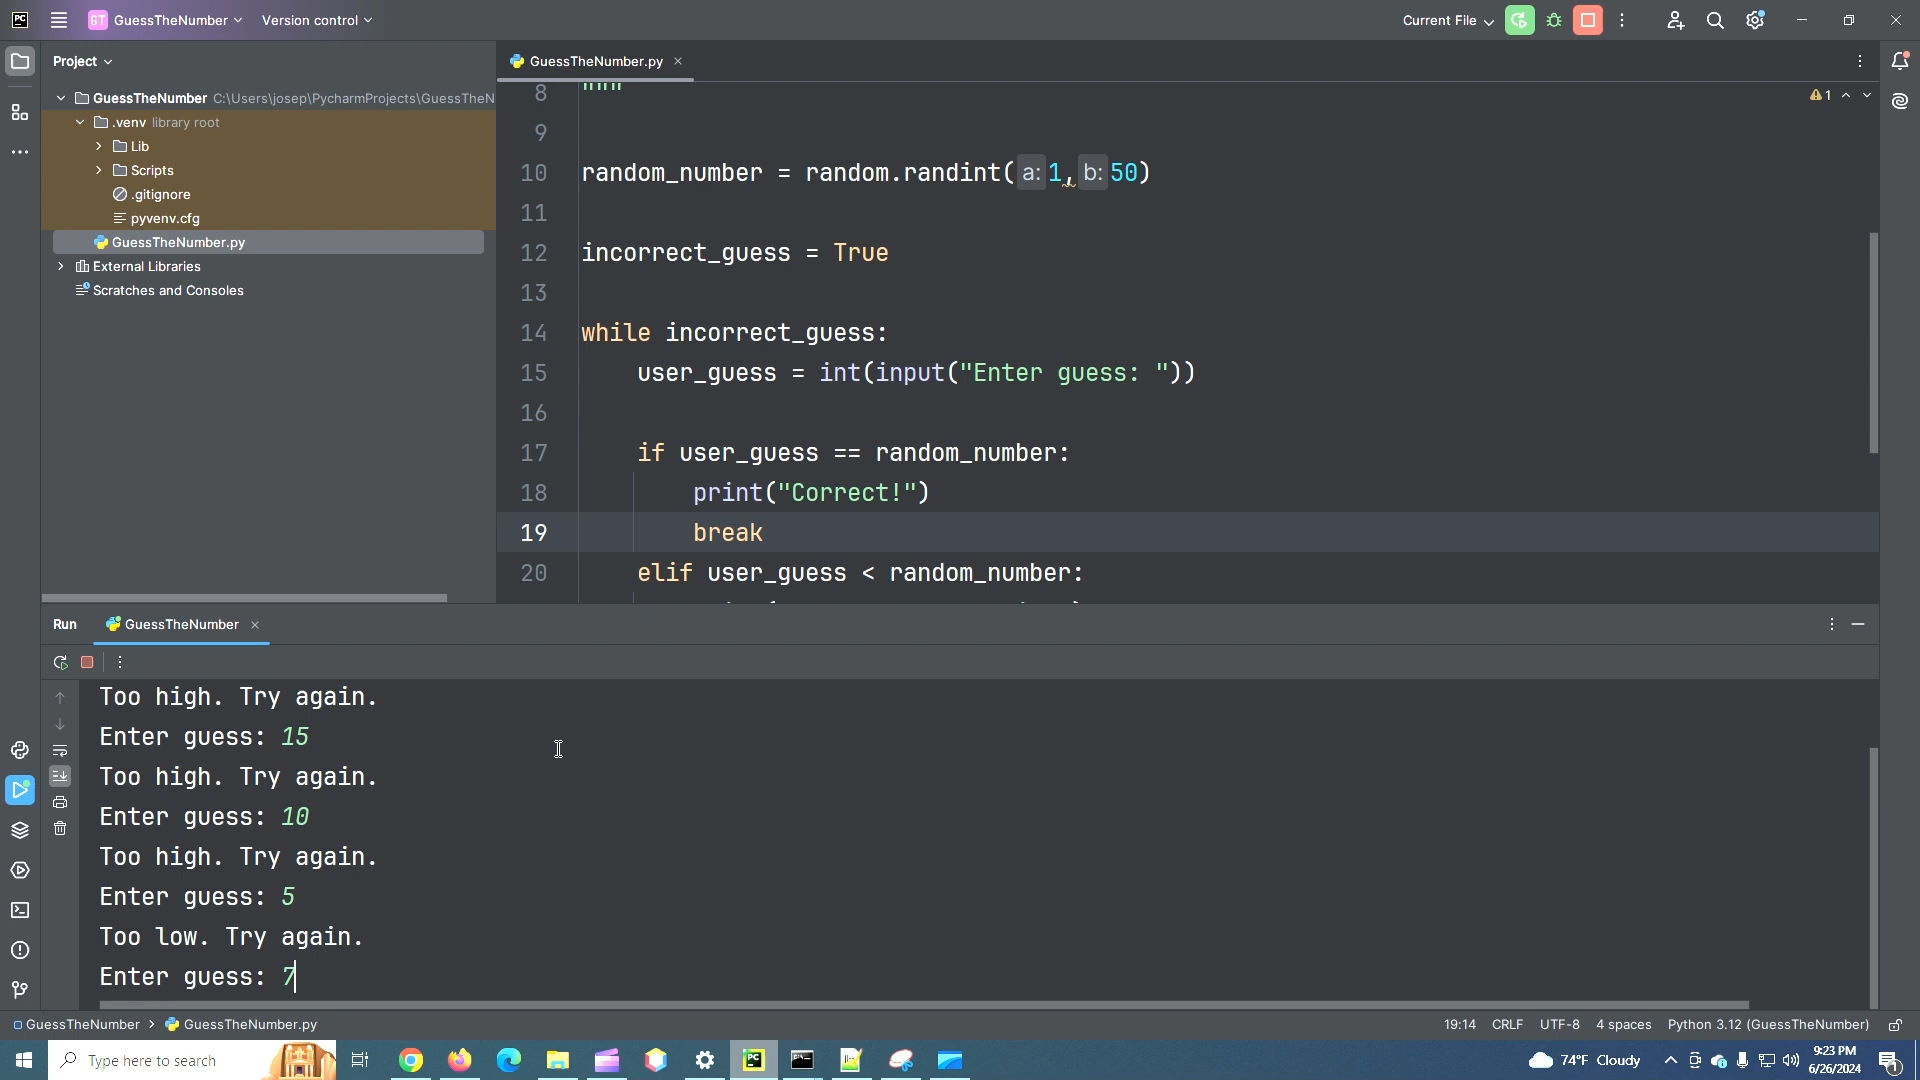 PC GT GuessTheNumber Version control Current File
Project GuessTheNumber.py
GuessTheNumber C:\Users\josep\PycharmProjects\GuessTheN
.venv library root
Lib
Scripts
.gitignore
pyvenv.cfg
GuessTheNumber.py
External Libraries
Scratches and Consoles
1
8 """
9
10 random_number = random.randint( a: 1, b: 50)
11
12 incorrect_guess = True
13
14 while incorrect_guess:
15 user_guess = int(input("Enter guess: "))
16
17 if user_guess == random_number:
18 print("Correct!")
19 break
20 elif user_guess < random_number:
Run GuessTheNumber
Too high. Try again.
Enter guess: 15
Too high. Try again.
Enter guess: 10
Too high. Try again.
Enter guess: 5
Too low. Try again.
Enter guess: 7
GuessTheNumber > GuessTheNumber.py 19:14 CRLF UTF-8 4 spaces Python 3.12 (GuessTheNumber)
Type here to search PC 74°F Cloudy 9:23 PM
6/26/2024 1